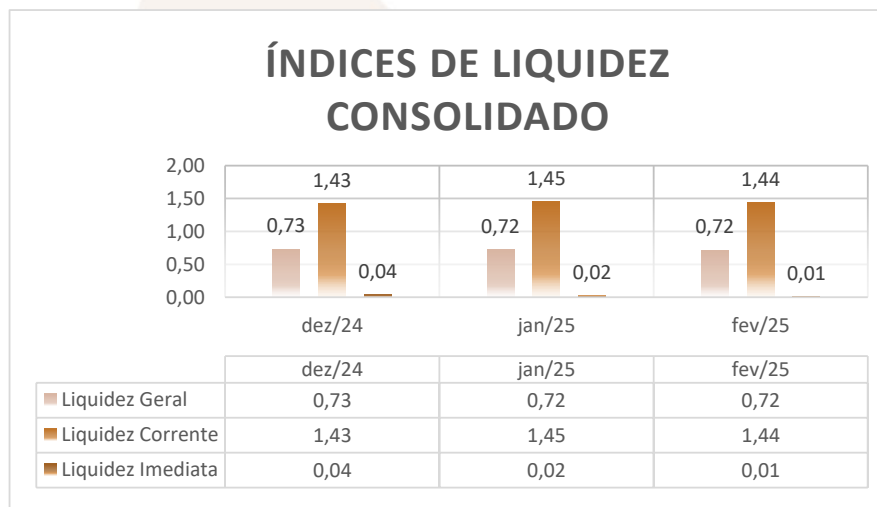 ÍNDICES DE LIQUIDEZ
CONSOLIDADO
2,00
1,50
1,00
0,50
0,00
0,73
1,43
0,04
0,72
1,45
0,02
0,72
1,44
0,01
dez/24 jan/25 fev/25
dez/24 jan/25 fev/25
Liquidez Geral 0,73 0,72 0,72
Liquidez Corrente 1,43 1,45 1,44
Liquidez Imediata 0,04 0,02 0,01